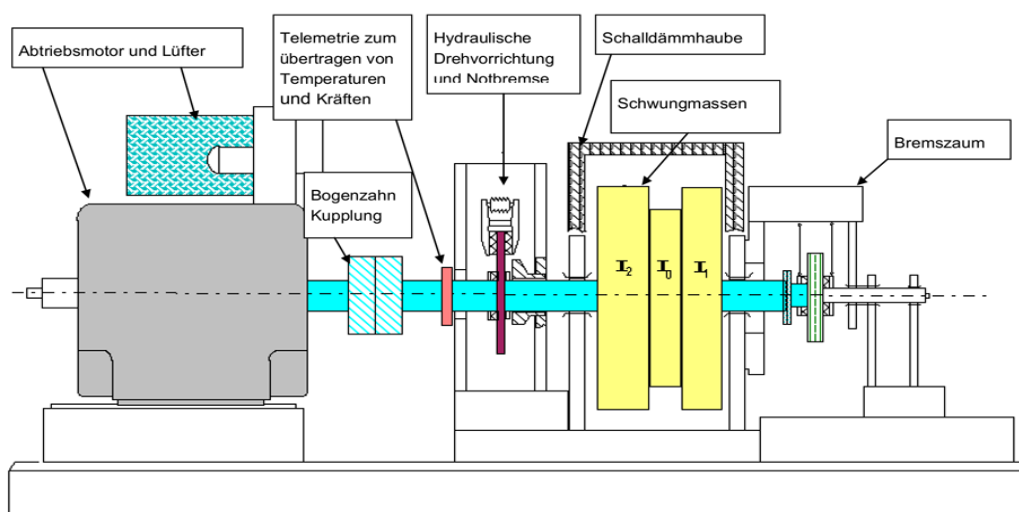 Abtriebsmotor und Lüfter
Telemetrie zum
übertragen von
Temperaturen
und Kräften
Hydraulische
Drehvorrichtung
und Notbremse
Schalldämmhaube
Schwungmassen
Bremszaum
Bogenzahn
Kupplung
I2
I0
I1